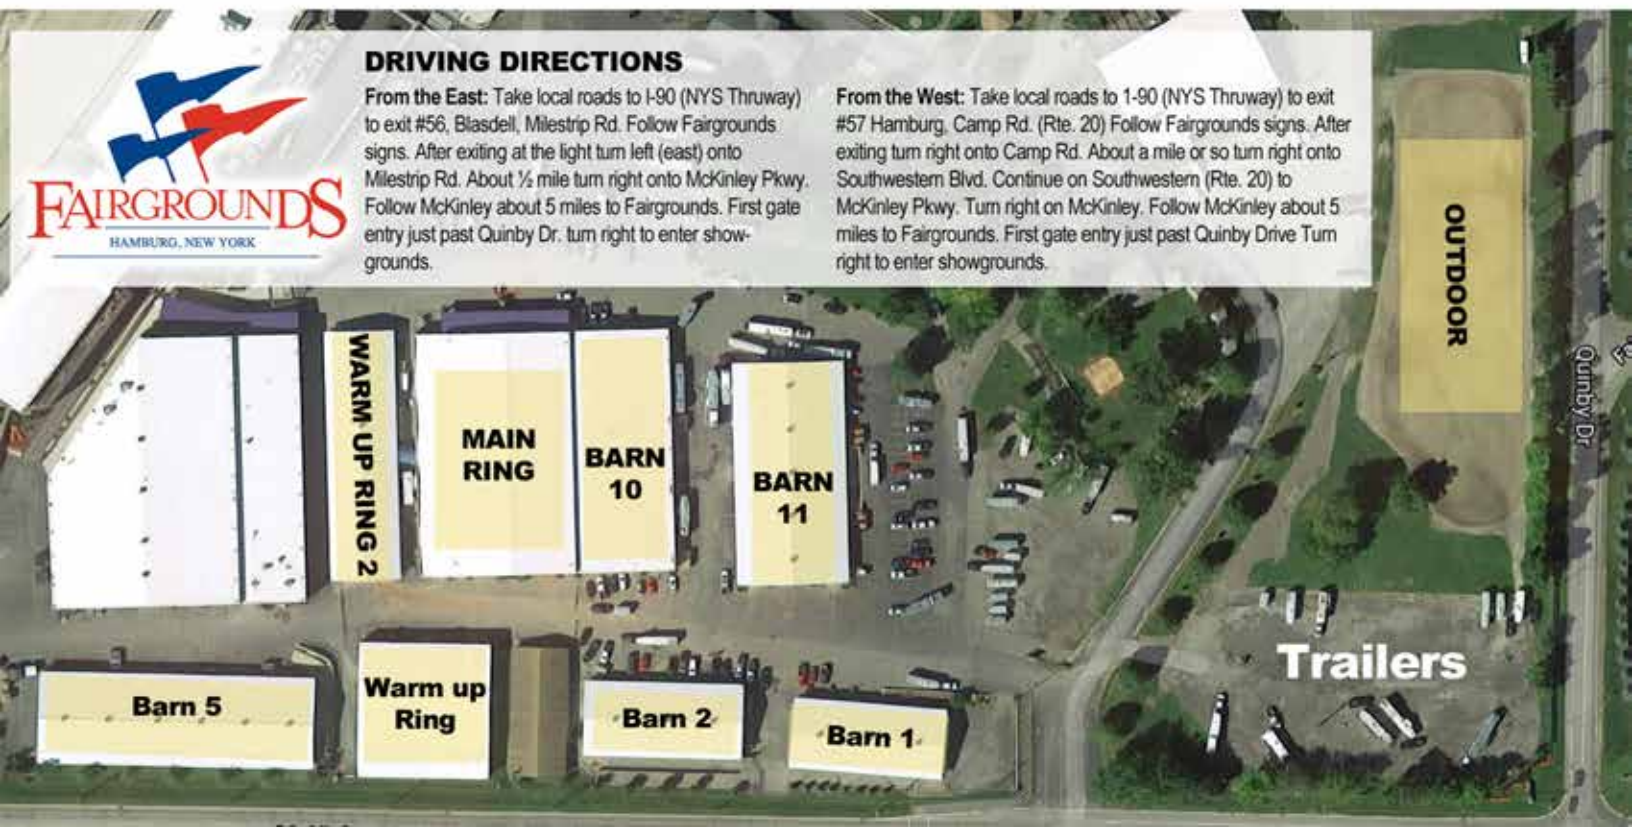 DRIVING DIRECTIONS
From the East: Take local roads to I-90 (NYS Thruway)
to exit #56, Blasdell, Milestrip Rd. Follow Fairgrounds
signs. After exiting at the light turn left (east) onto
Milestrip Rd. About ½ mile turn right onto McKinley Pkwy.
Follow McKinley about 5 miles to Fairgrounds. First gate
entry just past Quinby Dr. turn right to enter show-
grounds.
From the West: Take local roads to 1-90 (NYS Thruway) to exit
#57 Hamburg, Camp Rd. (Rte. 20) Follow Fairgrounds signs. After
exiting turn right onto Camp Rd. About a mile or so turn right onto
Southwestern Blvd. Continue on Southwestern (Rte. 20) to
McKinley Pkwy. Turn right on McKinley. Follow McKinley about 5
miles to Fairgrounds. First gate entry just past Quinby Drive Turn
right to enter showgrounds.
FAIRGROUNDS
HAMBURG, NEW YORK
OUTDOOR
Quinby Dr
WARM UP RING 2
MAIN
RING
BARN
10
BARN
11
Trailers
Barn 5
Warm up
Ring
Barn 2
Barn 1